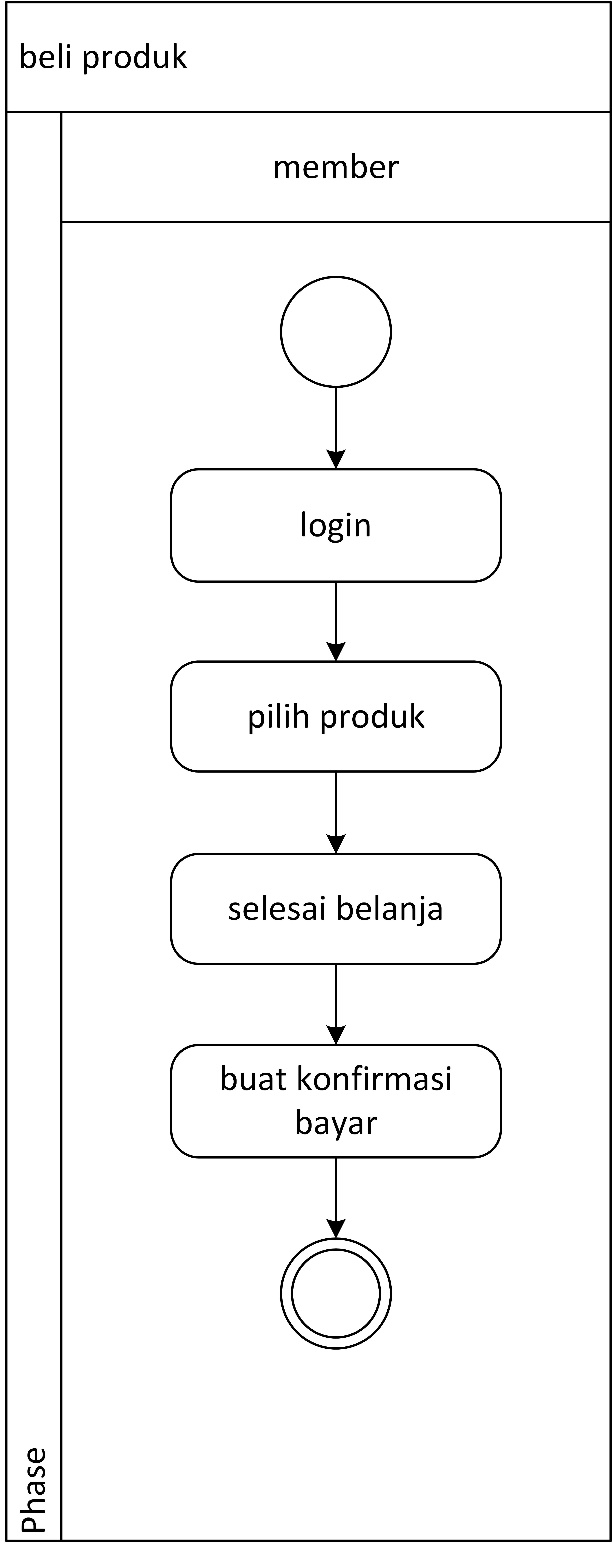 beli produk
member
login
pilih produk
selesai belanja
buat konfirmasi
bayar
Phase